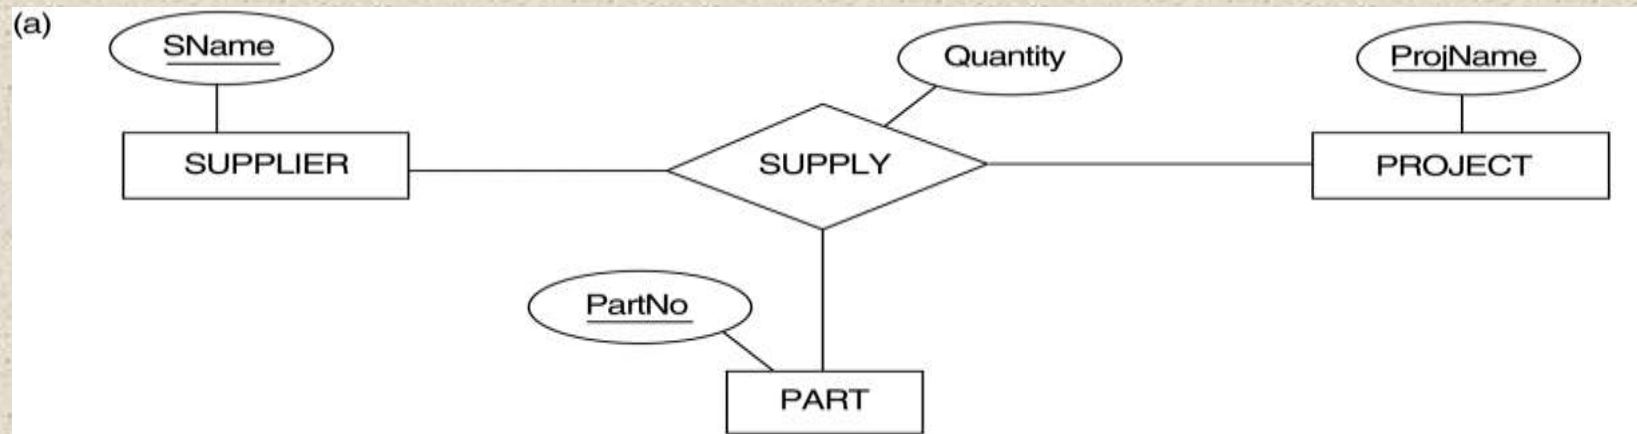 (a)
SName
Quantity
ProjName
SUPPLIER
SUPPLY
PROJECT
PartNo
PART